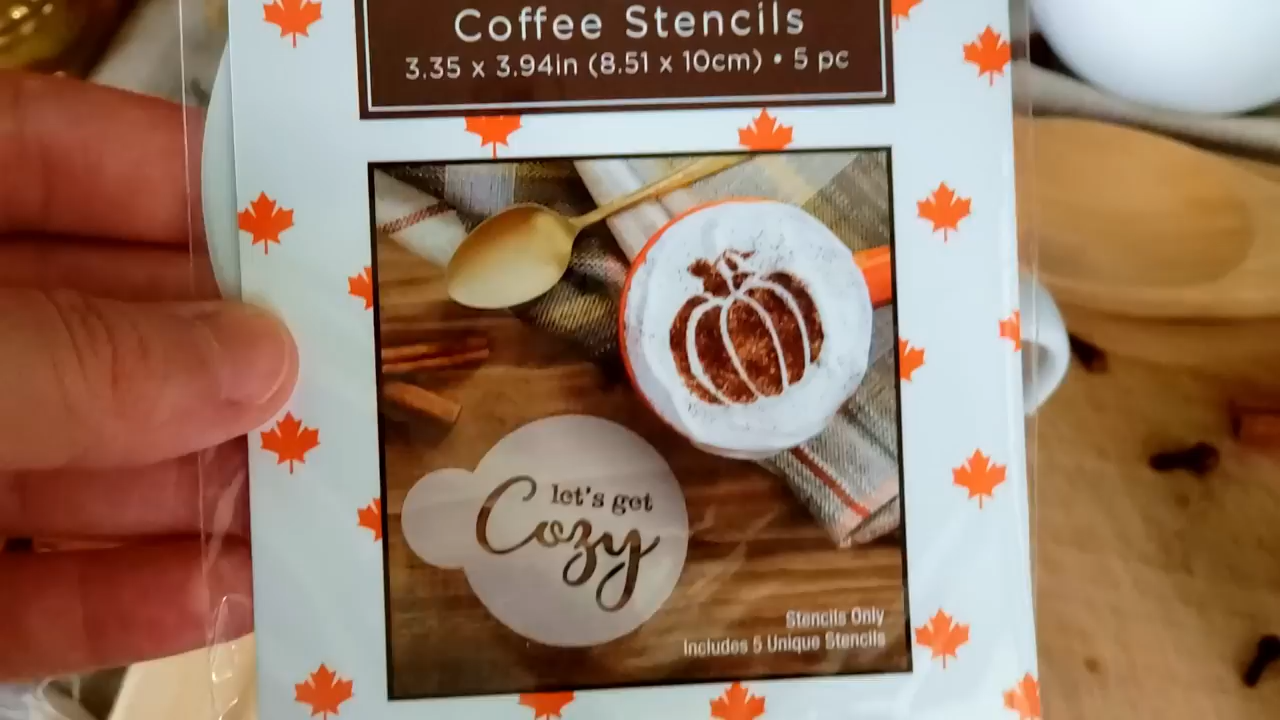 Coffee Stencils
3.35 x 3.94in (8.51 x 10cm) • 5 pc
let's get
Cozy
Stencils Only
Includes 5 Unique Stencils